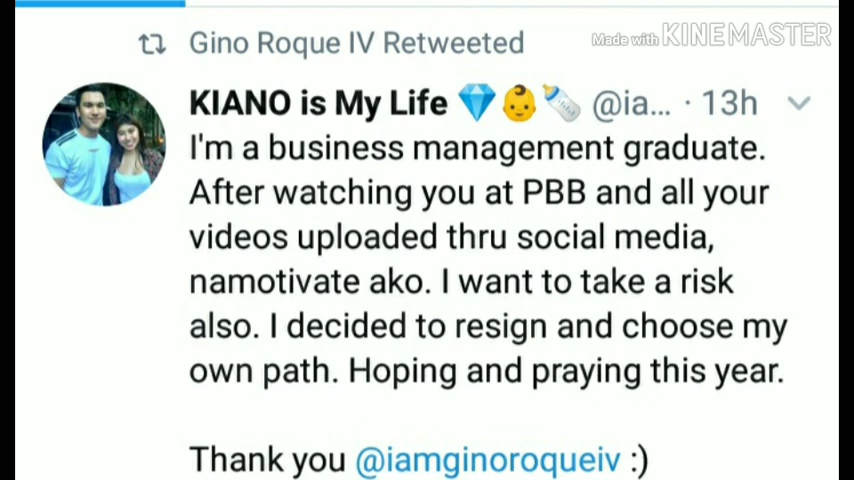 Gino Roque IV Retweeted
Made with KINEMASTER
KIANO is My Life 💎👶🍼 @ia... · 13h
I'm a business management graduate.
After watching you at PBB and all your
videos uploaded thru social media,
namotivate ako. I want to take a risk
also. I decided to resign and choose my
own path. Hoping and praying this year.
Thank you @iamginoroqueiv :)